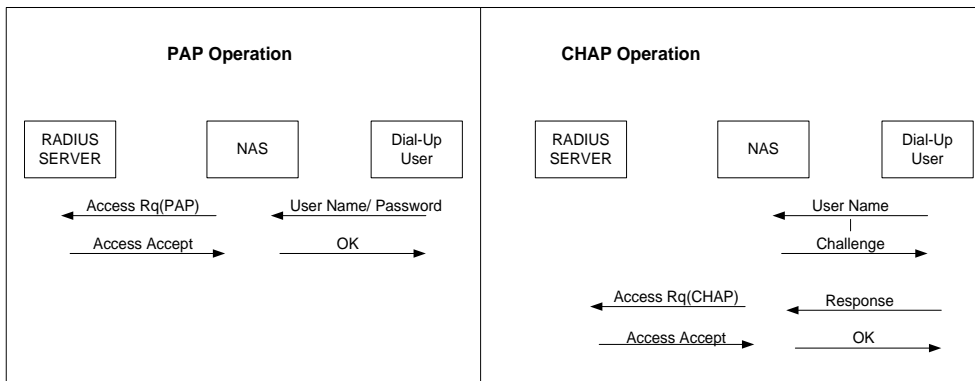 PAP Operation
RADIUS
SERVER
NAS
Dial-Up
User
Access Rq(PAP)
User Name/ Password
Access Accept
OK
CHAP Operation
RADIUS
SERVER
NAS
Dial-Up
User
User Name
Challenge
Access Rq(CHAP)
Response
Access Accept
OK